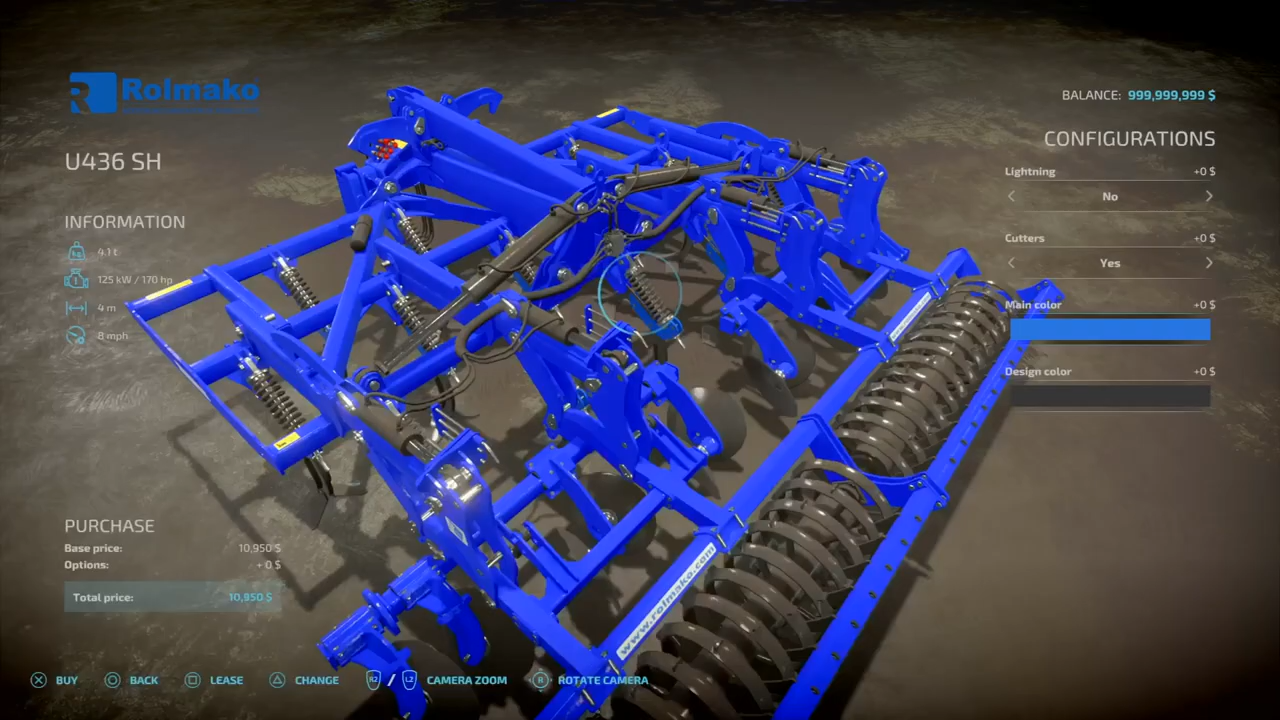 Rolmako
U436 SH
INFORMATION
4.1 t
125 kW / 170 hp
4 m
8 mph
PURCHASE
Base price: 10,950 $
Options: + 0 $
Total price: 10,950 $
BALANCE: 999,999,999 $
CONFIGURATIONS
Lightning +0 $
No
Cutters +0 $
Yes
Main color +0 $
Design color +0 $
www.rolmako.com
BUY BACK LEASE CHANGE R2 / L2 CAMERA ZOOM R ROTATE CAMERA